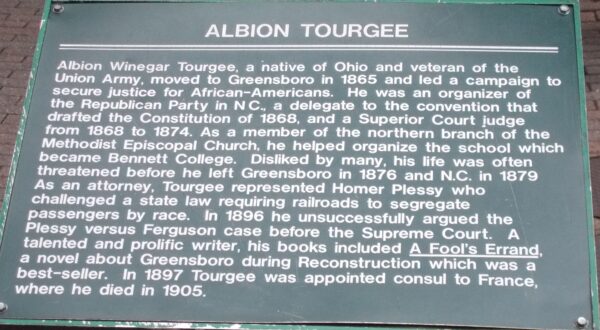 ALBION TOURGEE
Albion Winegar Tourgee, a native of Ohio and veteran of the
Union Army, moved to Greensboro in 1865 and led a campaign to
secure justice for African-Americans. He was an organizer of
the Republican Party in N.C., a delegate to the convention that
drafted the Constitution of 1868, and a Superior Court judge
from 1868 to 1874. As a member of the northern branch of the
Methodist Episcopal Church, he helped organize the school which
became Bennett College. Disliked by many, his life was often
threatened before he left Greensboro in 1876 and N.C. in 1879
As an attorney, Tourgee represented Homer Plessy who
challenged a state law requiring railroads to segregate
passengers by race. In 1896 he unsuccessfully argued the
Plessy versus Ferguson case before the Supreme Court. A
talented and prolific writer, his books included A Fool's Errand,
a novel about Greensboro during Reconstruction which was a
best-seller. In 1897 Tourgee was appointed consul to France,
where he died in 1905.